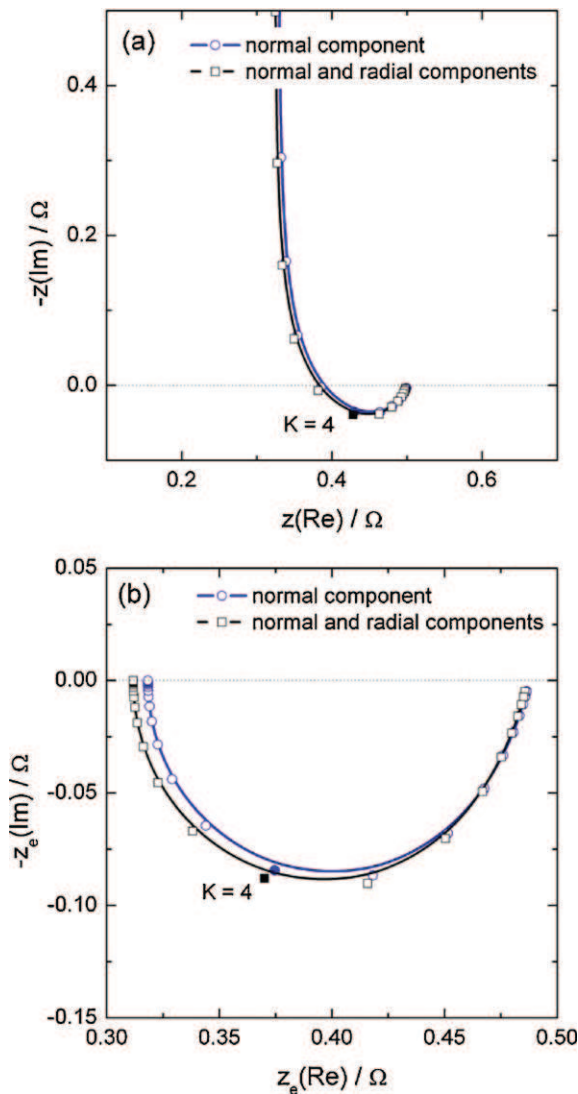 (a)
normal component
normal and radial components
0.4
0.2
0.0
-z(Im) / Ω
K = 4
0.2 0.4 0.6
z(Re) / Ω
0.05
(b)
normal component
normal and radial components
0.00
-0.05
-0.10
-0.15
-zₑ(Im) / Ω
K = 4
0.30 0.35 0.40 0.45 0.50
zₑ(Re) / Ω